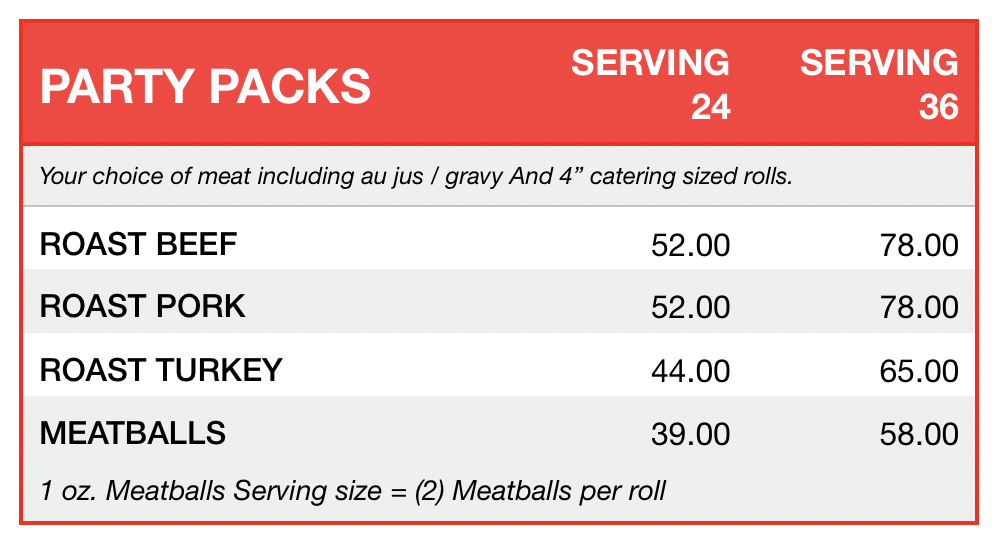 PARTY PACKS SERVING 24 SERVING 36
Your choice of meat including au jus / gravy And 4” catering sized rolls.
ROAST BEEF 52.00 78.00
ROAST PORK 52.00 78.00
ROAST TURKEY 44.00 65.00
MEATBALLS 39.00 58.00
1 oz. Meatballs Serving size = (2) Meatballs per roll